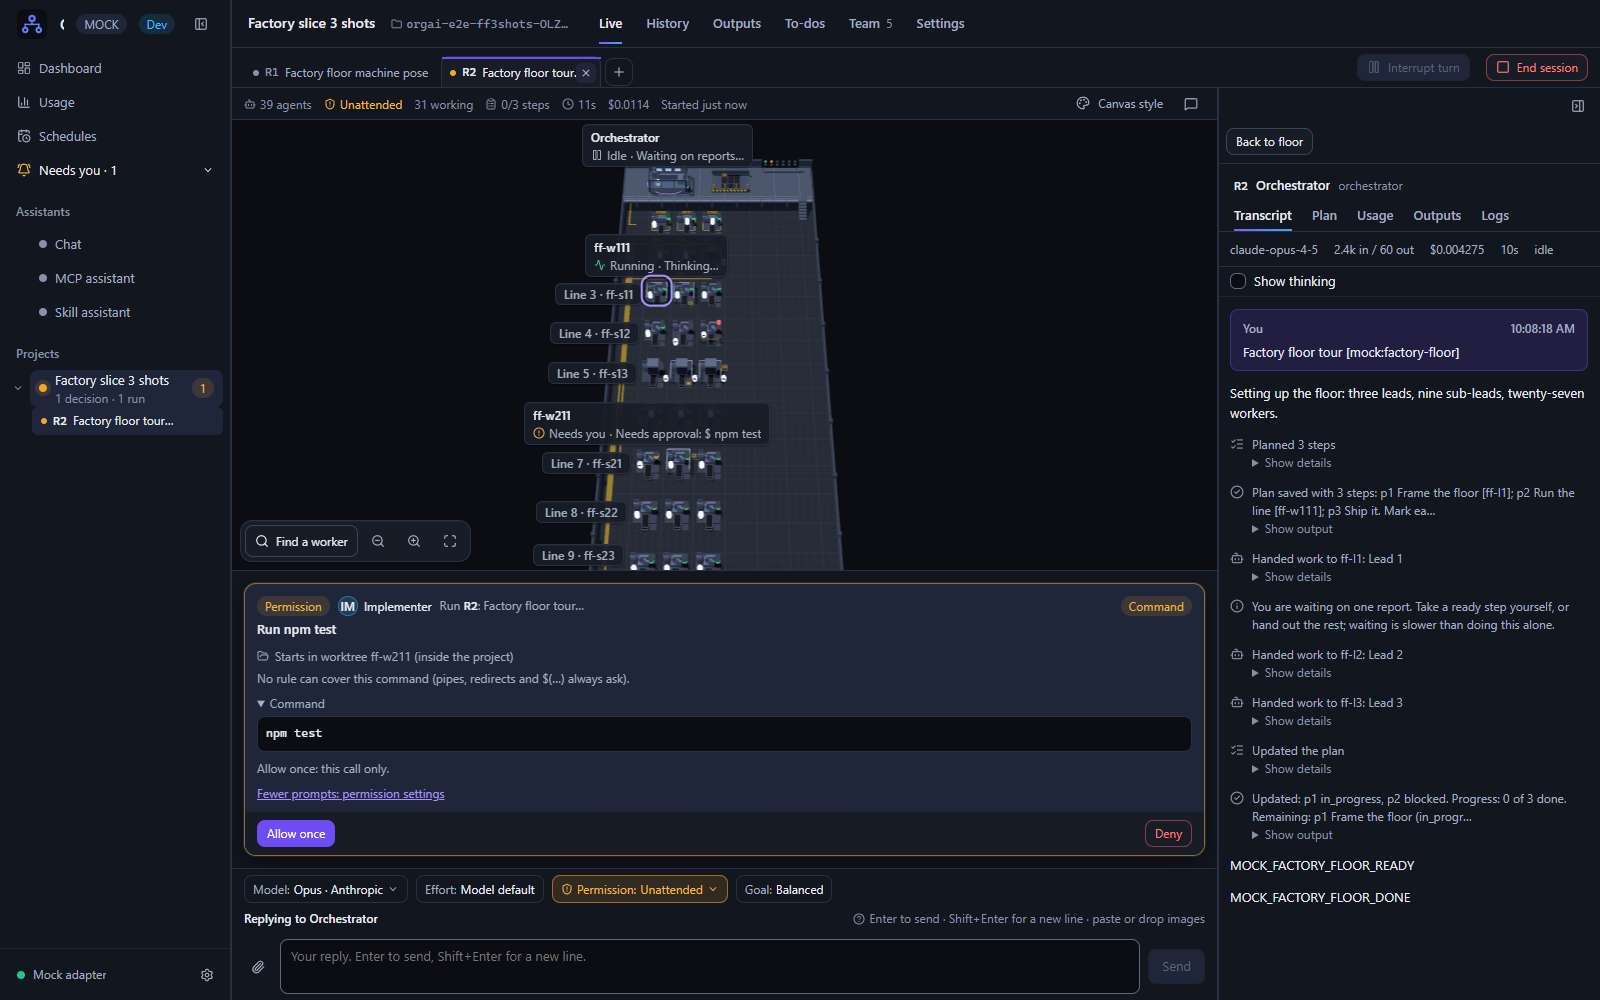 MOCK
Dev
Dashboard
Usage
Schedules
Needs you · 1
Assistants
Chat
MCP assistant
Skill assistant
Projects
Factory slice 3 shots
1 decision · 1 run
1
R2 Factory floor tour...
Mock adapter
Factory slice 3 shots
orgai-e2e-ff3shots-OLZ...
Live
History
Outputs
To-dos
Team 5
Settings
R1 Factory floor machine pose
R2 Factory floor tour.
Interrupt turn
End session
39 agents
Unattended
31 working
0/3 steps
11s
$0.0114
Started just now
Canvas style
Orchestrator
Idle · Waiting on reports...
ff-w111
Running · Thinking...
Line 3 · ff-s11
Line 4 · ff-s12
Line 5 · ff-s13
ff-w211
Needs you · Needs approval: $ npm test
Line 7 · ff-s21
Line 8 · ff-s22
Line 9 · ff-s23
Find a worker
Permission
IM Implementer
Run R2: Factory floor tour...
Command
Run npm test
Starts in worktree ff-w211 (inside the project)
No rule can cover this command (pipes, redirects and $(...) always ask).
Command
npm test
Allow once: this call only.
Fewer prompts: permission settings
Allow once
Deny
Model: Opus · Anthropic
Effort: Model default
Permission: Unattended
Goal: Balanced
Replying to Orchestrator
Enter to send · Shift+Enter for a new line · paste or drop images
Your reply. Enter to send, Shift+Enter for a new line.
Send
Back to floor
R2 Orchestrator orchestrator
Transcript
Plan
Usage
Outputs
Logs
claude-opus-4-5
2.4k in / 60 out
$0.004275
10s
idle
Show thinking
You
10:08:18 AM
Factory floor tour [mock:factory-floor]
Setting up the floor: three leads, nine sub-leads, twenty-seven
workers.
Planned 3 steps
Show details
Plan saved with 3 steps: p1 Frame the floor [ff-l1]; p2 Run the
line [ff-w111]; p3 Ship it. Mark ea...
Show output
Handed work to ff-l1: Lead 1
Show details
You are waiting on one report. Take a ready step yourself, or
hand out the rest; waiting is slower than doing this alone.
Handed work to ff-l2: Lead 2
Show details
Handed work to ff-l3: Lead 3
Show details
Updated the plan
Show details
Updated: p1 in_progress, p2 blocked. Progress: 0 of 3 done.
Remaining: p1 Frame the floor (in_progr...
Show output
MOCK_FACTORY_FLOOR_READY
MOCK_FACTORY_FLOOR_DONE